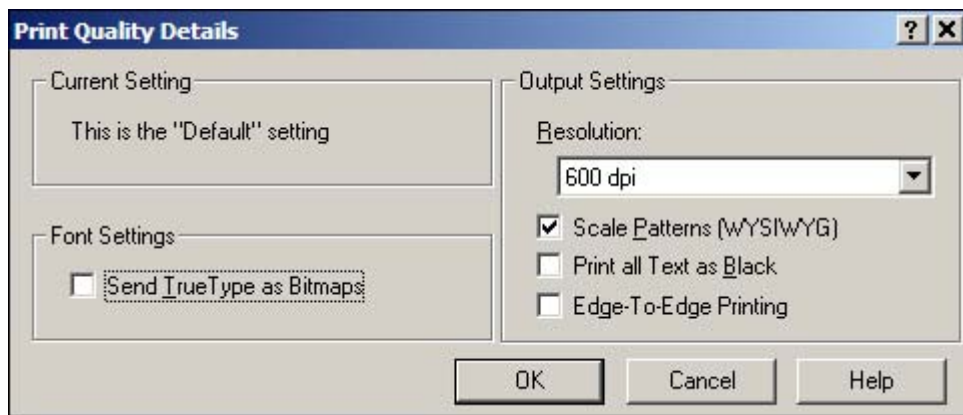 Print Quality Details
Current Setting
This is the "Default" setting
Font Settings
Send TrueType as Bitmaps
Output Settings
Resolution:
600 dpi
Scale Patterns (WYSIWYG)
Print all Text as Black
Edge-To-Edge Printing
OK Cancel Help